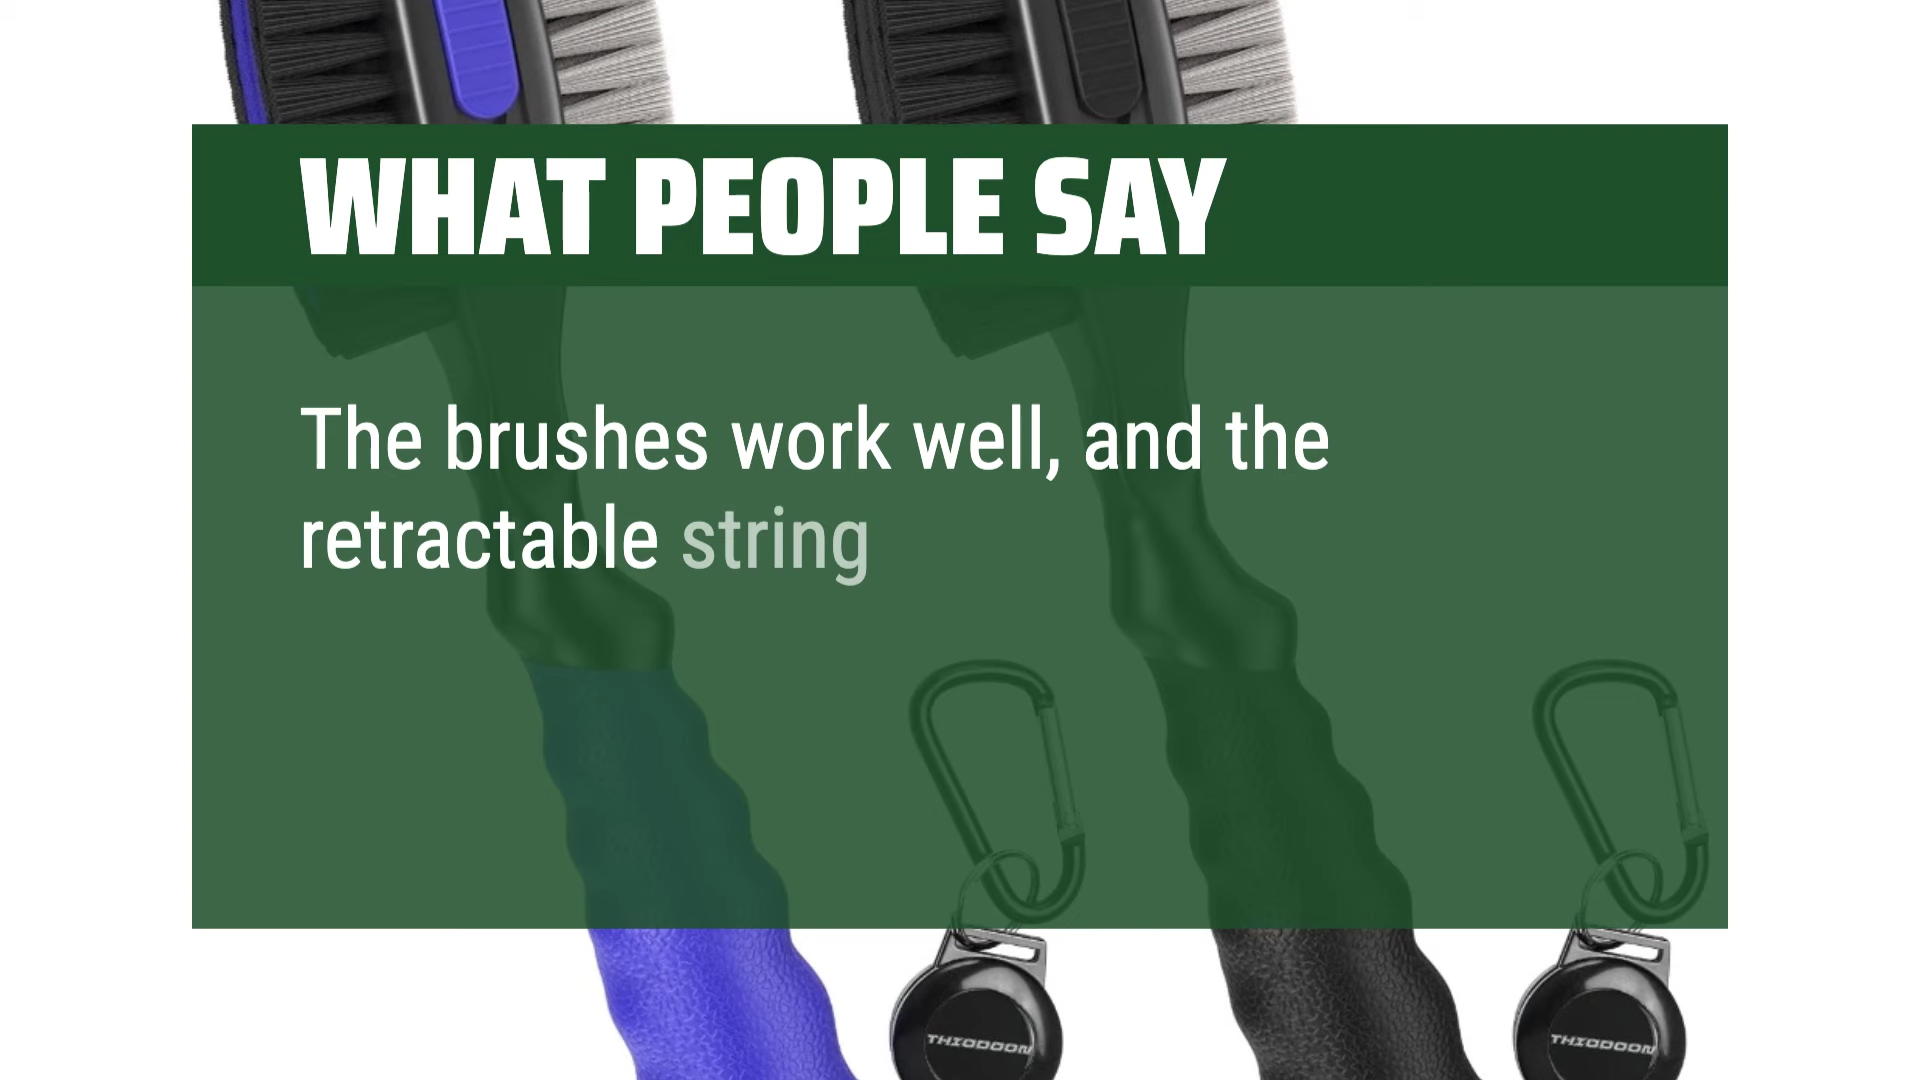 WHAT PEOPLE SAY
The brushes work well, and the
retractable string
THIODOON
THIODOON